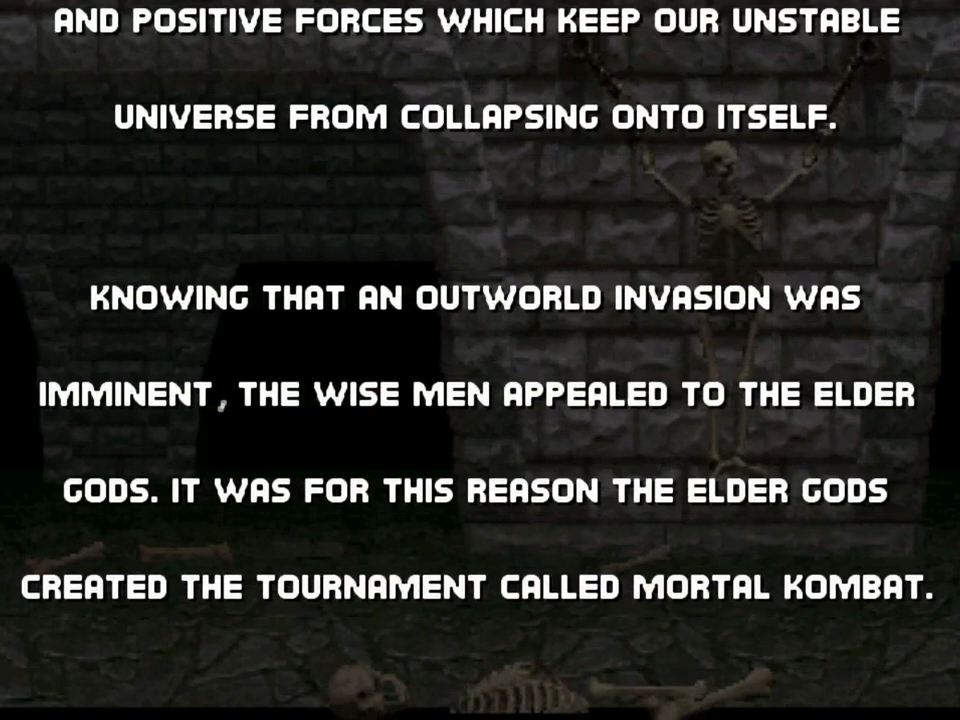 AND POSITIVE FORCES WHICH KEEP OUR UNSTABLE
UNIVERSE FROM COLLAPSING ONTO ITSELF.
KNOWING THAT AN OUTWORLD INVASION WAS
IMMINENT, THE WISE MEN APPEALED TO THE ELDER
GODS. IT WAS FOR THIS REASON THE ELDER GODS
CREATED THE TOURNAMENT CALLED MORTAL KOMBAT.